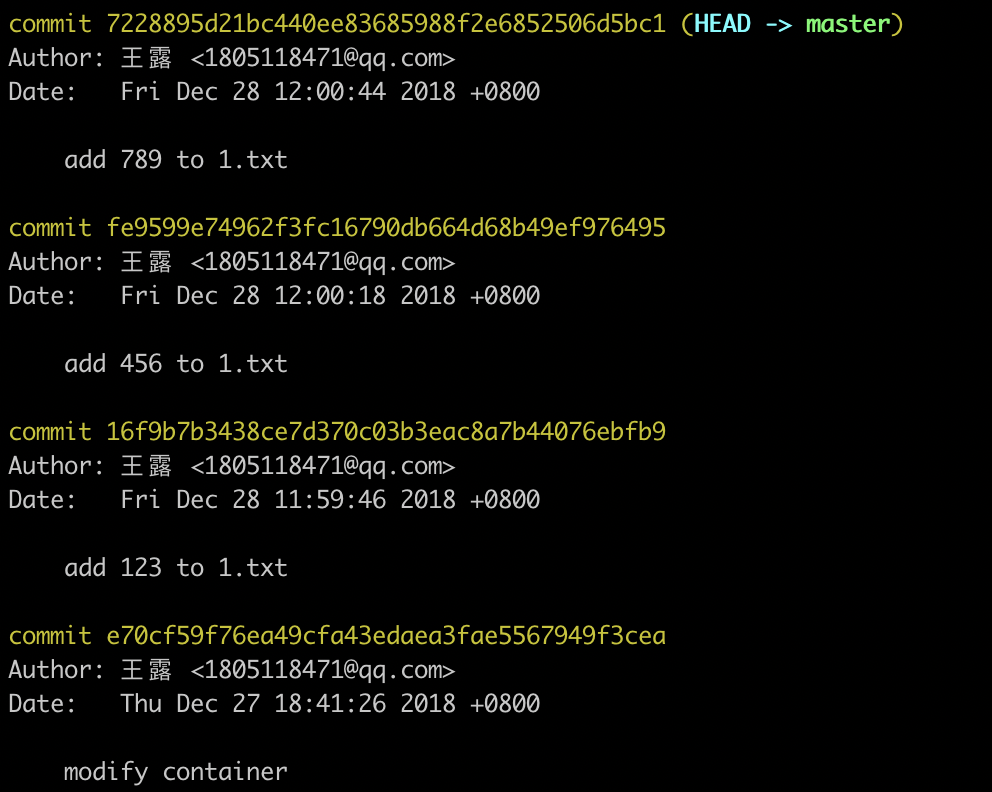 commit 7228895d21bc440ee83685988f2e6852506d5bc1 (HEAD -> master)
Author: 王露 <1805118471@qq.com>
Date:   Fri Dec 28 12:00:44 2018 +0800
add 789 to 1.txt
commit fe9599e74962f3fc16790db664d68b49ef976495
Author: 王露 <1805118471@qq.com>
Date:   Fri Dec 28 12:00:18 2018 +0800
add 456 to 1.txt
commit 16f9b7b3438ce7d370c03b3eac8a7b44076ebfb9
Author: 王露 <1805118471@qq.com>
Date:   Fri Dec 28 11:59:46 2018 +0800
add 123 to 1.txt
commit e70cf59f76ea49cfa43edaea3fae5567949f3cea
Author: 王露 <1805118471@qq.com>
Date:   Thu Dec 27 18:41:26 2018 +0800
modify container